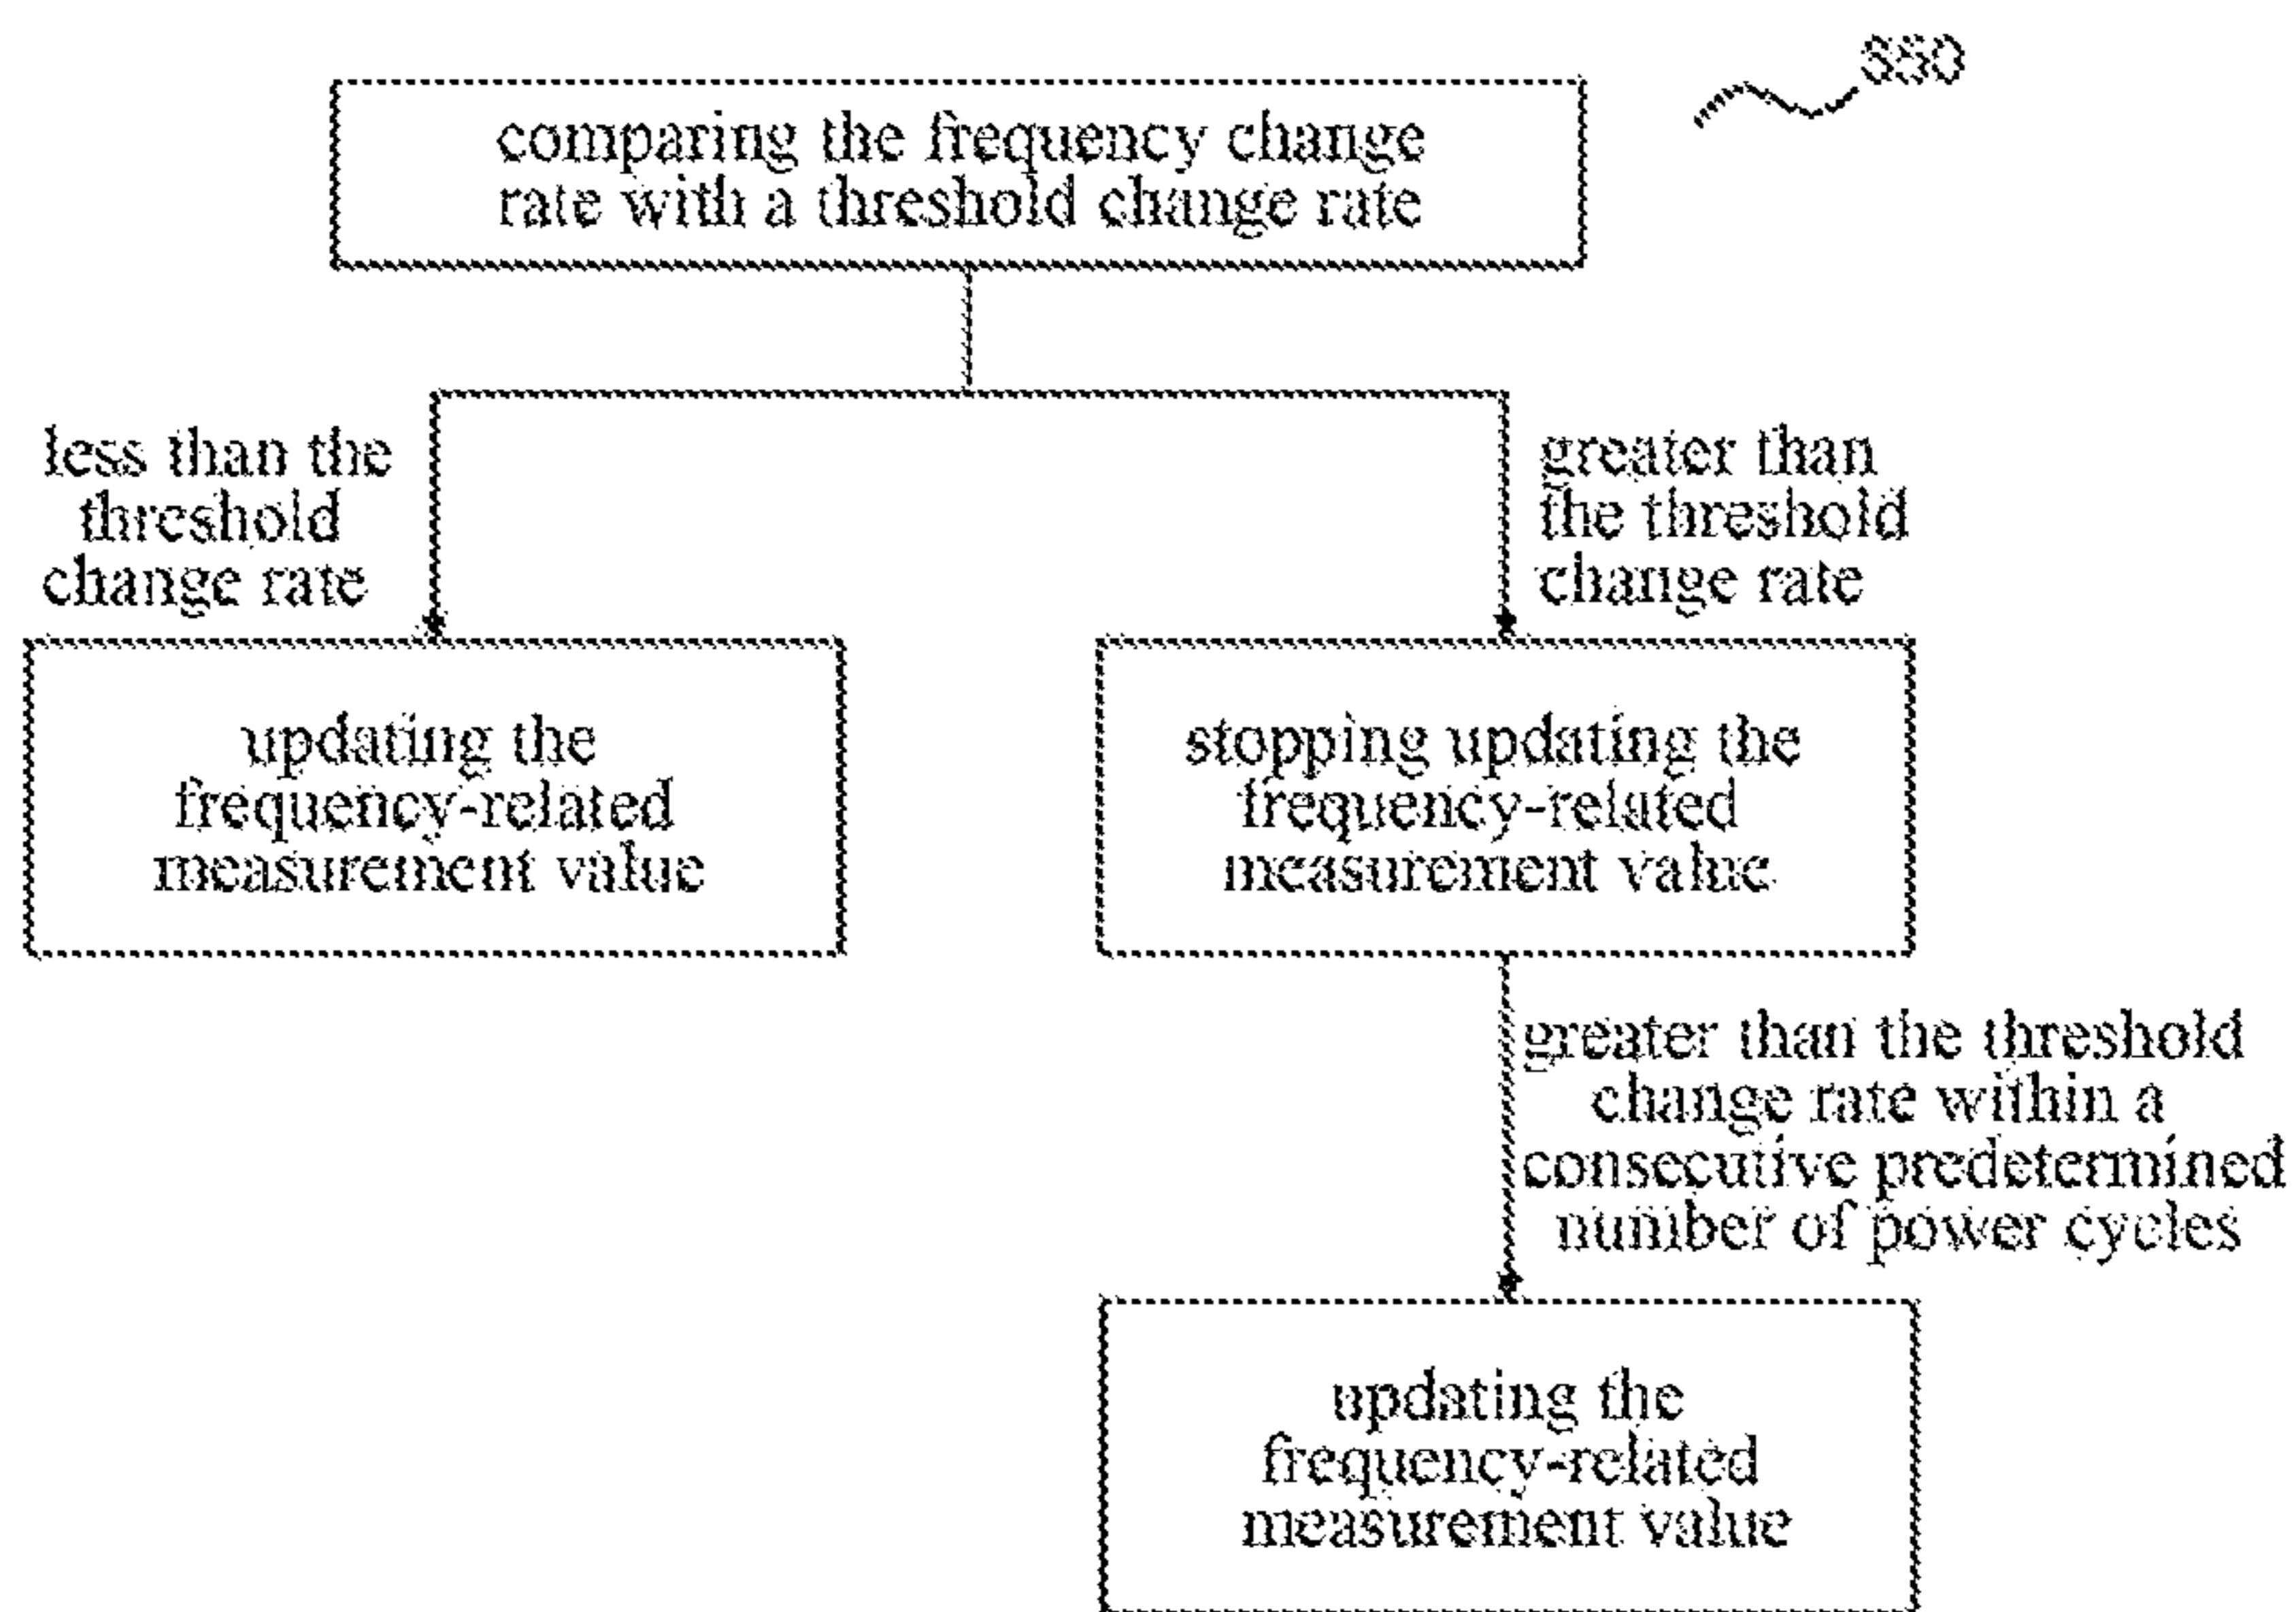 S50
comparing the frequency change
rate with a threshold change rate
less than the
threshold
change rate
greater than
the threshold
change rate
updating the
frequency-related
measurement value
stopping updating the
frequency-related
measurement value
greater than the threshold
change rate within a
consecutive predetermined
number of power cycles
updating the
frequency-related
measurement value